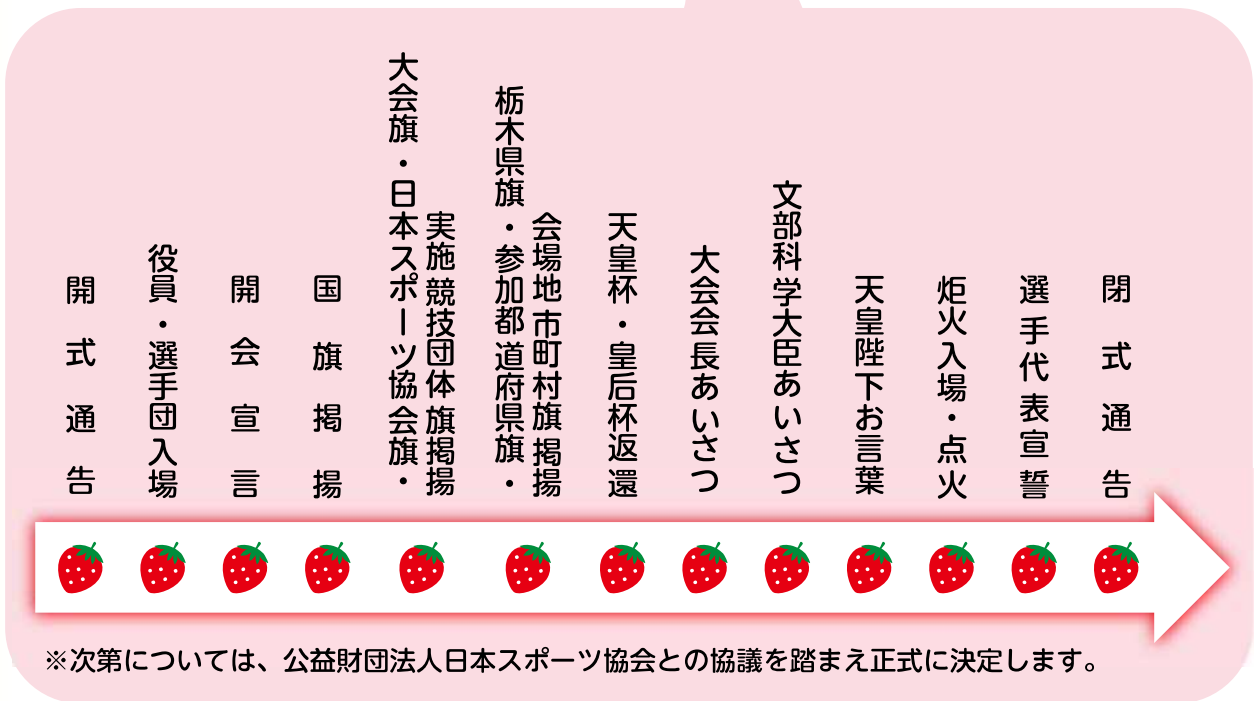 開式通告
役員・選手団入場
開会宣言
国旗掲揚
大会旗・日本スポーツ協会旗・
実施競技団体旗掲揚
栃木県旗・参加都道府県旗・
会場地市町村旗掲揚
天皇杯・皇后杯返還
大会会長あいさつ
文部科学大臣あいさつ
天皇陛下お言葉
炬火入場・点火
選手代表宣誓
閉式通告
※次第については、公益財団法人日本スポーツ協会との協議を踏まえ正式に決定します。